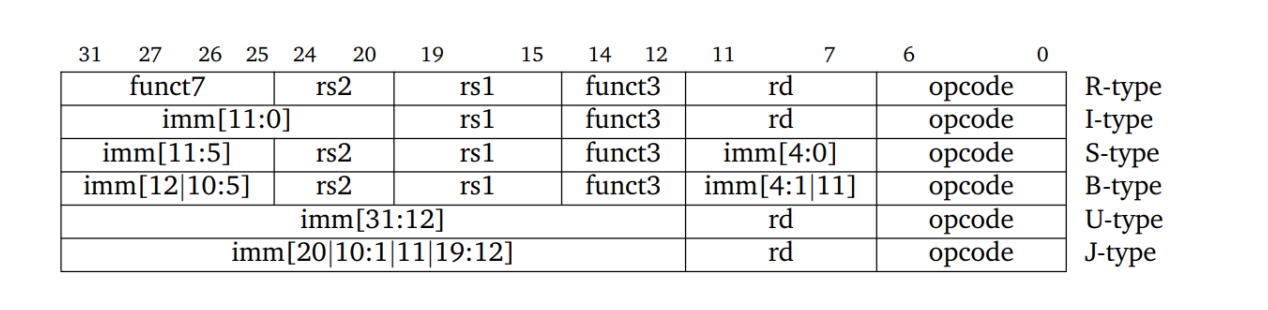 31 27 26 25 24 20 19 15 14 12 11 7 6 0
funct7 rs2 rs1 funct3 rd opcode R-type
imm[11:0] rs1 funct3 rd opcode I-type
imm[11:5] rs2 rs1 funct3 imm[4:0] opcode S-type
imm[12|10:5] rs2 rs1 funct3 imm[4:1|11] opcode B-type
imm[31:12] rd opcode U-type
imm[20|10:1|11|19:12] rd opcode J-type